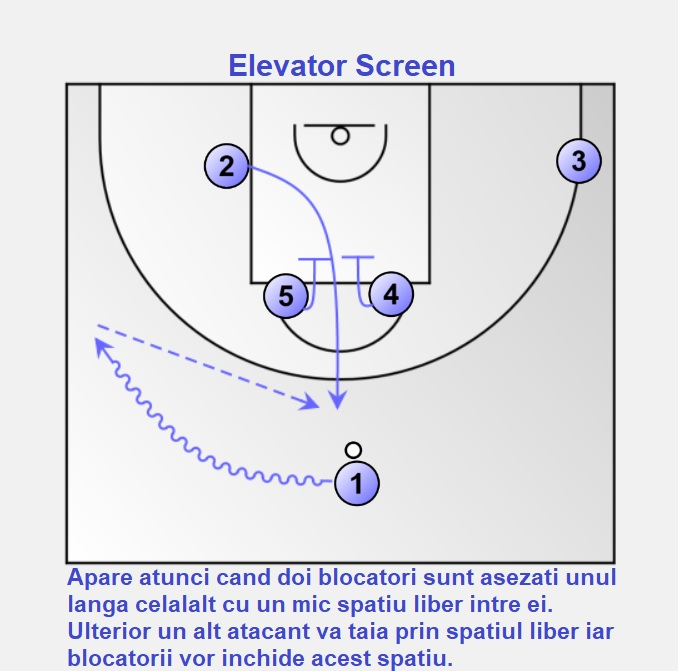 Elevator Screen
2
3
5
4
1
Apare atunci cand doi blocatori sunt asezati unul
langa celalalt cu un mic spatiu liber intre ei.
Ulterior un alt atacant va taia prin spatiul liber iar
blocatorii vor inchide acest spatiu.